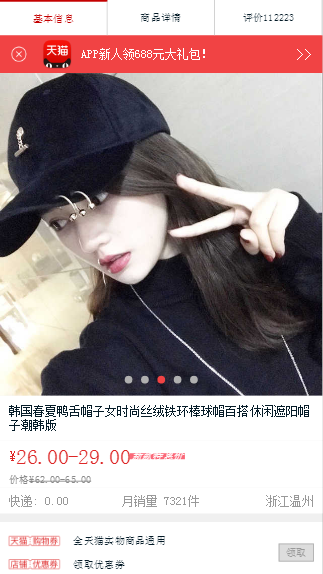 基本信息 商品详情 评价112223
天猫 APP新人领688元大礼包!
韩国春夏鸭舌帽子女时尚丝绒铁环棒球帽百搭休闲遮阳帽
子潮韩版
¥26.00-29.00
价格¥62.00-65.00
快递: 0.00 月销量 7321件 浙江温州
天猫 购物券 全天猫实物商品通用
领取
店铺 优惠券 领取优惠券